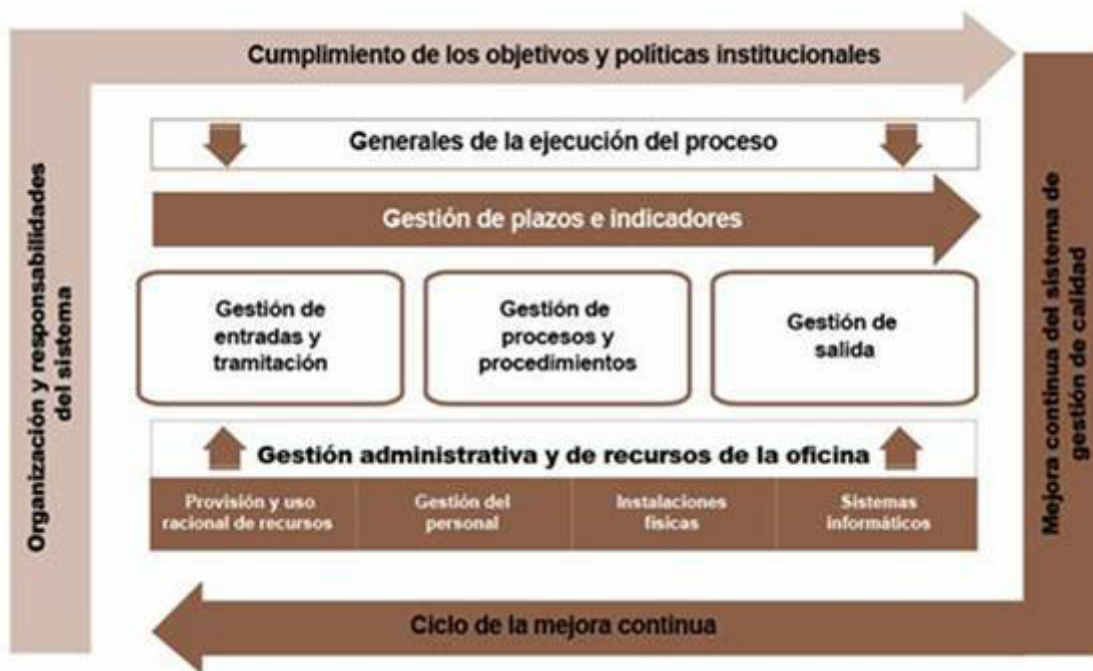 Cumplimiento de los objetivos y políticas institucionales
Organización y responsabilidades
del sistema
Generales de la ejecución del proceso
Gestión de plazos e indicadores
Gestión de
entradas y
tramitación
Gestión de
procesos y
procedimientos
Gestión de
salida
Gestión administrativa y de recursos de la oficina
Provisión y uso
racional de recursos
Gestión del
personal
Instalaciones
físicas
Sistemas
informáticos
Mejora continua del sistema de
gestión de calidad
Ciclo de la mejora continua